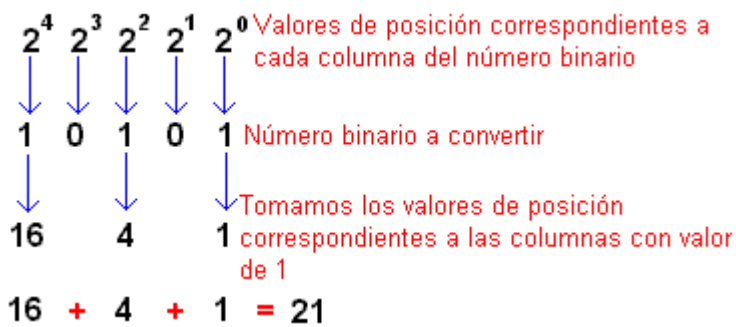 2⁴ 2³ 2² 2¹ 2⁰ Valores de posición correspondientes a
cada columna del número binario
1 0 1 0 1 Número binario a convertir
Tomamos los valores de posición
16 4 1 correspondientes a las columnas con valor
de 1
16 + 4 + 1 = 21